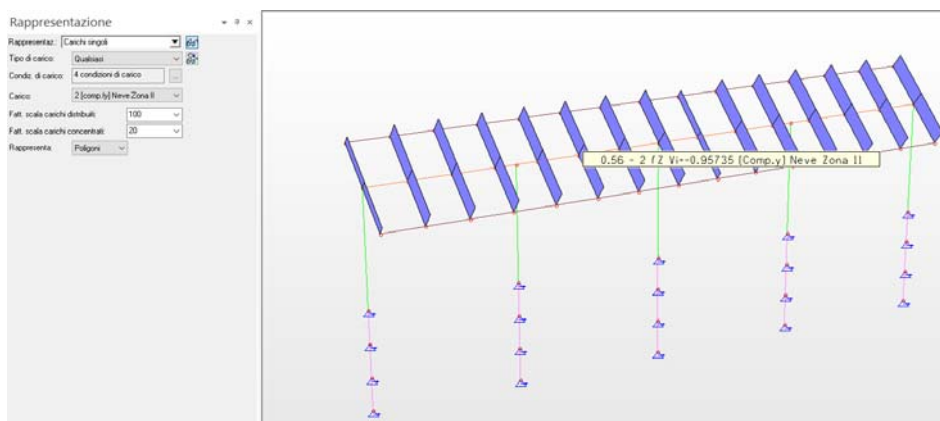 Rappresentazione
Rappresentaz.: Carichi singoli
Tipo di carico: Qualsiasi
Condiz. di carico: 4 condizioni di carico ...
Carico: 2 [comp.ly] Neve Zona II
Fatt. scala carichi distribuiti: 100
Fatt. scala carichi concentrati: 20
Rappresenta Poligoni
0.56 - 2 fZ Vi=-0.95735 (Comp.y) Neve Zona II